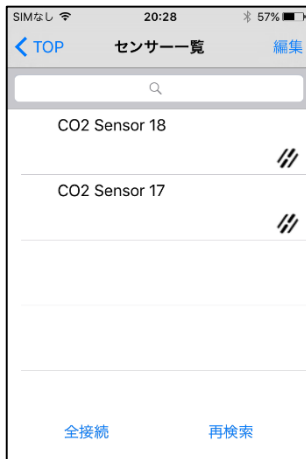 SIMなし 20:28 57%
TOP センサー一覧 編集
CO2 Sensor 18
CO2 Sensor 17
全接続 再検索